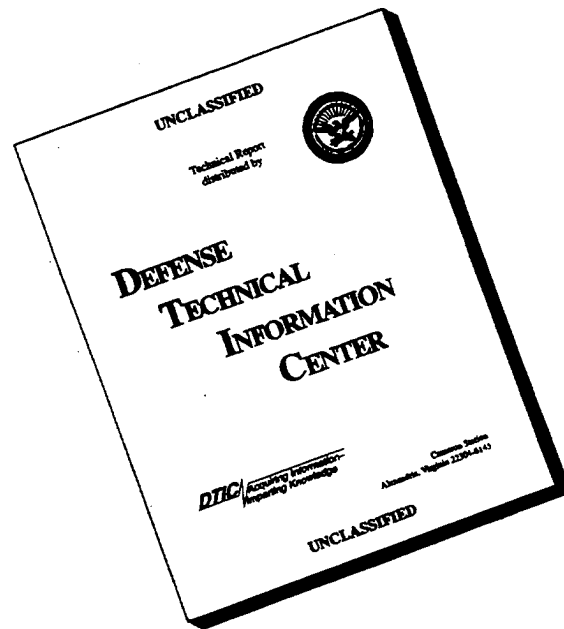 UNCLASSIFIED
Technical Report
distributed by
DEFENSE
TECHNICAL
INFORMATION
CENTER
DTIC Acquiring Information-
Imparting Knowledge
Cameron Station
Alexandria, Virginia 22304-6145
UNCLASSIFIED